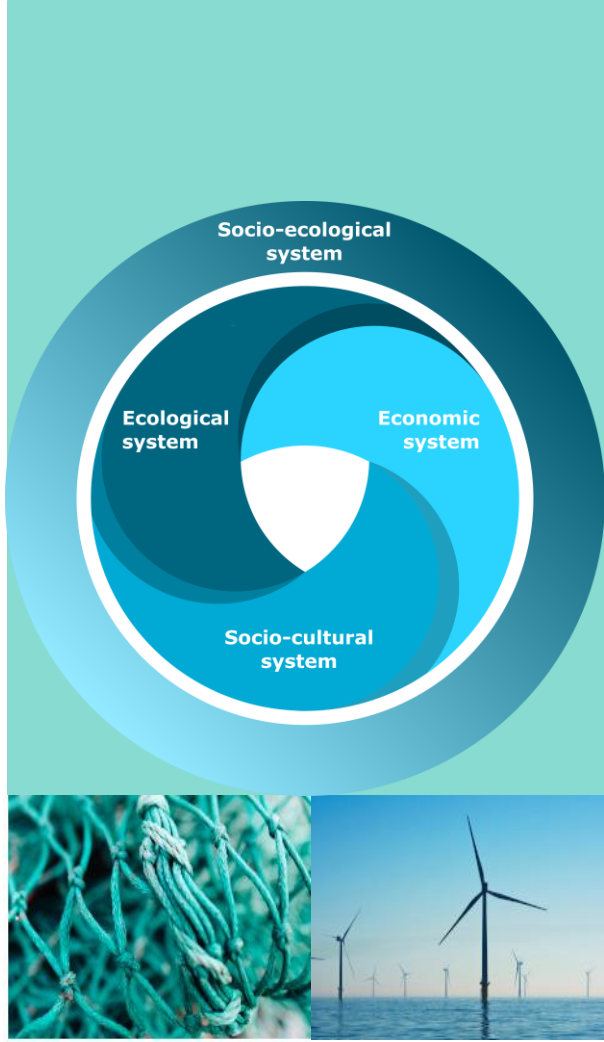 Socio-ecological
system
Ecological
system
Economic
system
Socio-cultural
system